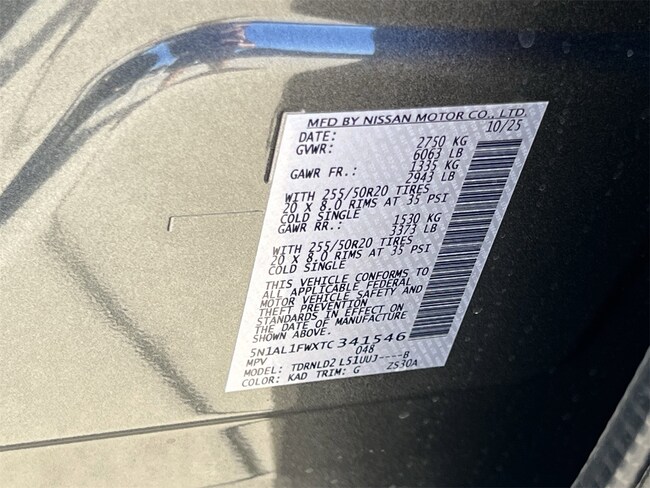 MFD BY NISSAN MOTOR CO., LTD.
DATE: 10/25
GVWR: 2750 KG
6063 LB
GAWR FR.: 1335 KG
2943 LB
WITH 255/50R20 TIRES
20 X 8.0 RIMS AT 35 PSI
COLD SINGLE
GAWR RR.: 1530 KG
3373 LB
WITH 255/50R20 TIRES
20 X 8.0 RIMS AT 35 PSI
COLD SINGLE
THIS VEHICLE CONFORMS TO
ALL APPLICABLE FEDERAL
MOTOR VEHICLE SAFETY AND
THEFT PREVENTION
STANDARDS IN EFFECT ON
THE DATE OF MANUFACTURE
SHOWN ABOVE.
5N1AL1FWXTC341546
MPV 048
MODEL: TDRNLD2 L51UUJ----B
COLOR: KAD TRIM: G ZS30A